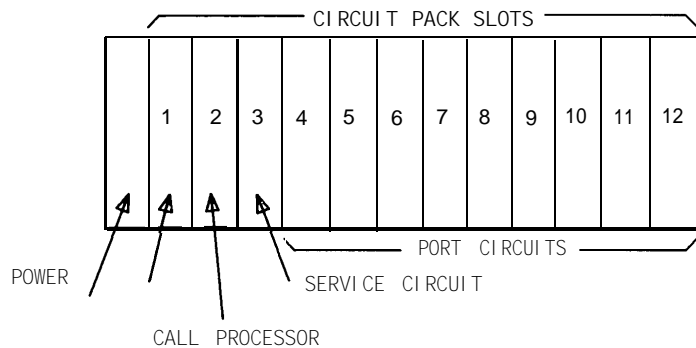 CIRCUIT PACK SLOTS
1 2 3 4 5 6 7 8 9 10 11 12
PORT CIRCUITS
POWER
SERVICE CIRCUIT
CALL PROCESSOR